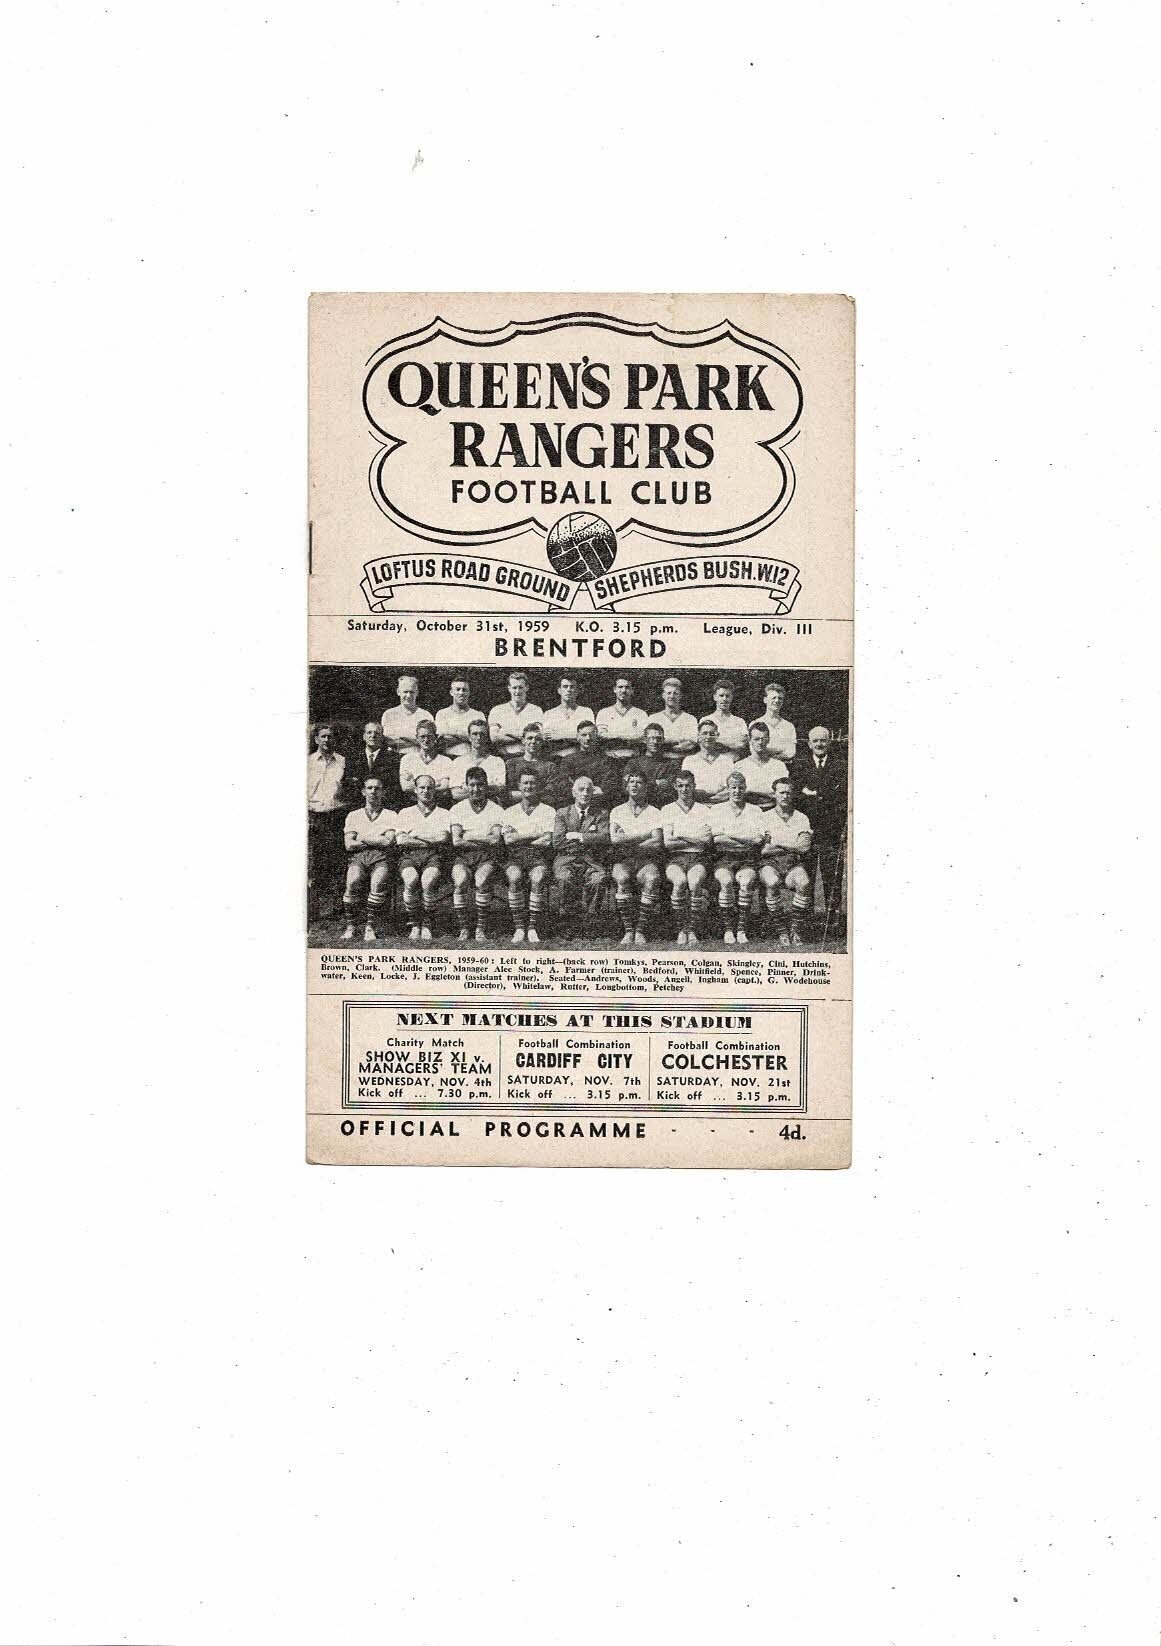 QUEEN'S PARK
RANGERS
FOOTBALL CLUB
LOFTUS ROAD GROUND SHEPHERDS BUSH. W.12
Saturday, October 31st, 1959 K.O. 3.15 p.m. League, Div. III
BRENTFORD
QUEEN'S PARK RANGERS, 1959-60 : Left to right—(back row) Tomkys, Pearson, Colgan, Skingley, Cini, Hutchins,
Brown, Clark. (Middle row) Manager Alec Stock, A. Farmer (trainer), Bedford, Whitfield, Spence, Pinner, Drink-
water, Keen, Locke, J. Eggleton (assistant trainer). Seated—Andrews, Woods, Angell, Ingham (capt.), G. Wodehouse
(Director), Whitelaw, Rutter, Longbottom, Petchey
NEXT MATCHES AT THIS STADIUM
Charity Match
SHOW BIZ XI v.
MANAGERS' TEAM
WEDNESDAY, NOV. 4th
Kick off ... 7.30 p.m.
Football Combination
CARDIFF CITY
SATURDAY, NOV. 7th
Kick off ... 3.15 p.m.
Football Combination
COLCHESTER
SATURDAY, NOV. 21st
Kick off ... 3.15 p.m.
OFFICIAL PROGRAMME - - - 4d.